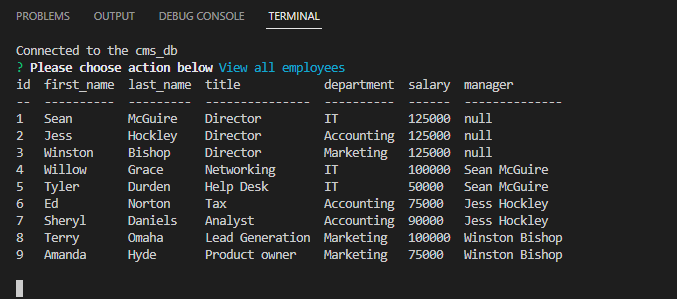 PROBLEMS OUTPUT DEBUG CONSOLE TERMINAL
Connected to the cms_db
? Please choose action below View all employees
id  first_name  last_name  title            department  salary  manager
--  ----------  ---------  ---------------  ----------  ------  --------------
1   Sean        McGuire    Director         IT          125000  null
2   Jess        Hockley    Director         Accounting  125000  null
3   Winston     Bishop     Director         Marketing   125000  null
4   Willow      Grace      Networking       IT          100000  Sean McGuire
5   Tyler       Durden     Help Desk        IT          50000   Sean McGuire
6   Ed          Norton     Tax              Accounting  75000   Jess Hockley
7   Sheryl      Daniels    Analyst          Accounting  90000   Jess Hockley
8   Terry       Omaha      Lead Generation  Marketing   100000  Winston Bishop
9   Amanda      Hyde       Product owner    Marketing   75000   Winston Bishop